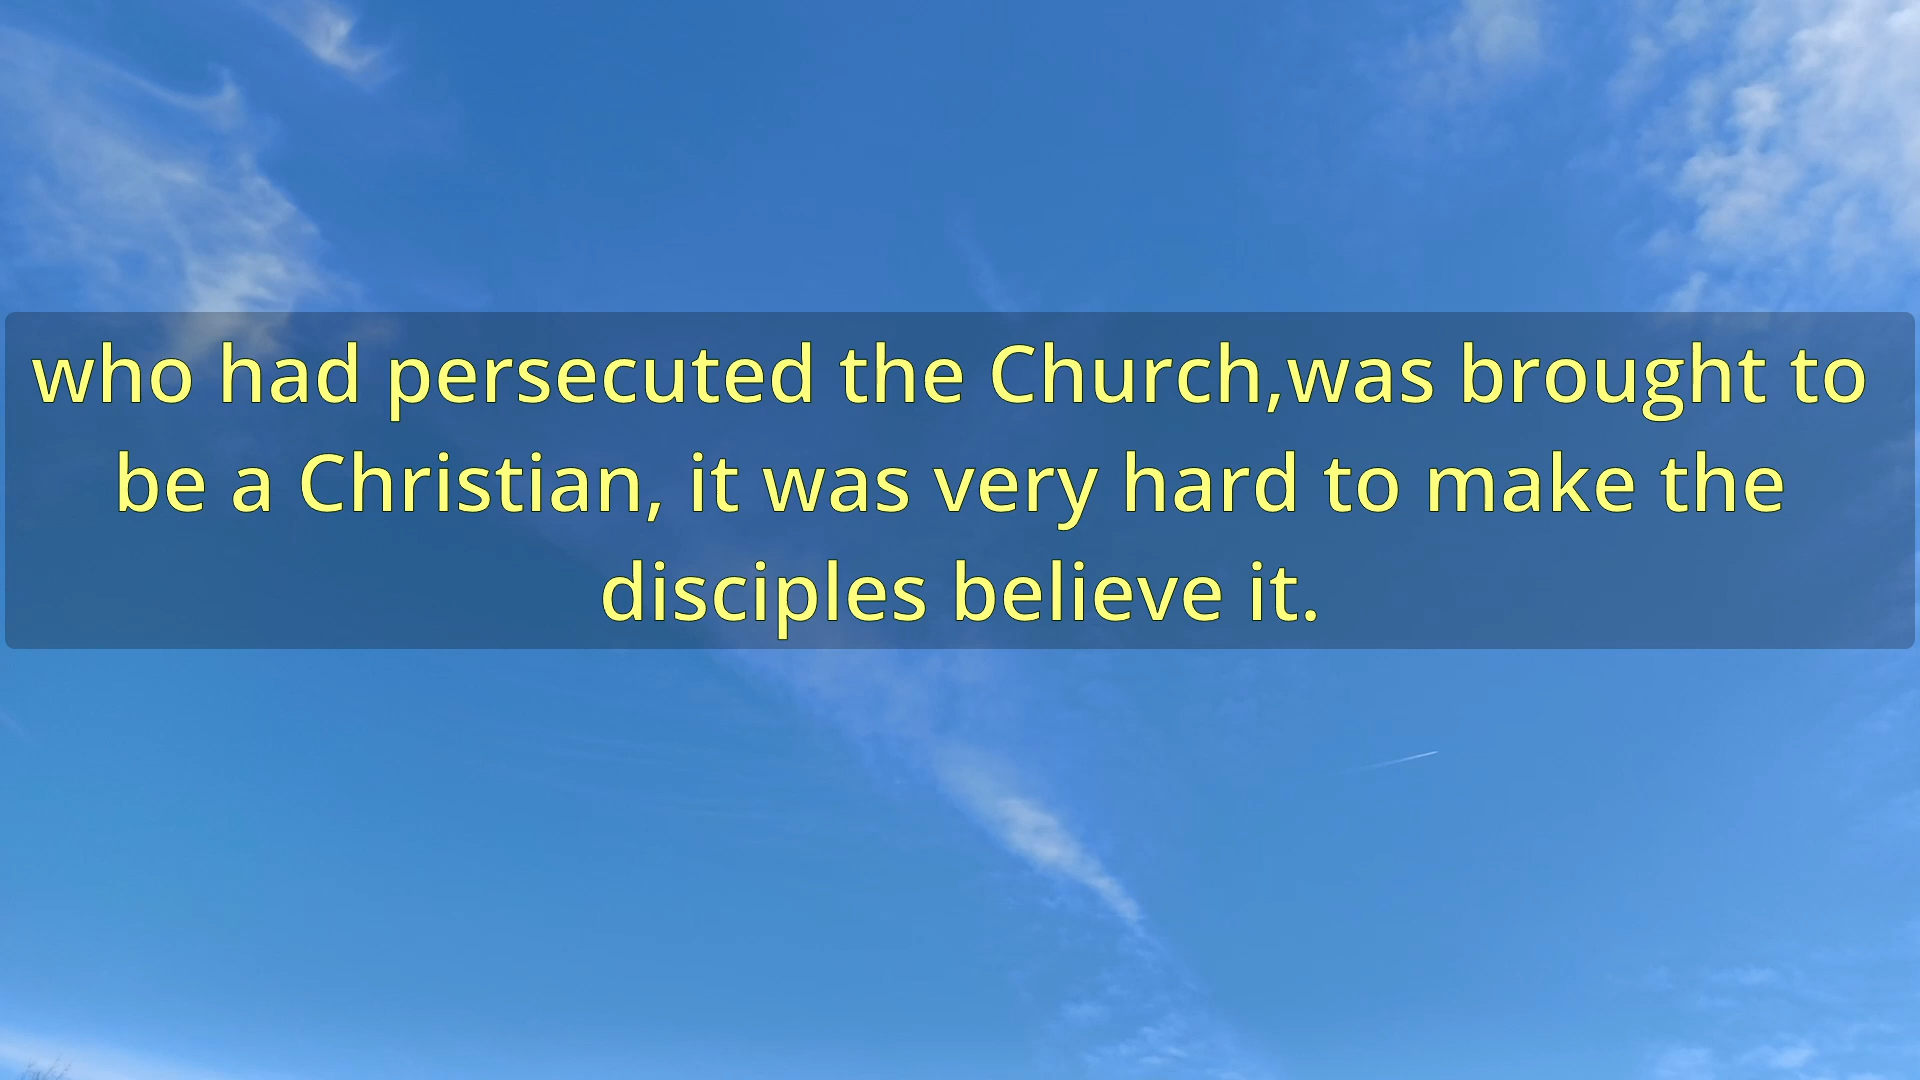 who had persecuted the Church,was brought to
be a Christian, it was very hard to make the
disciples believe it.